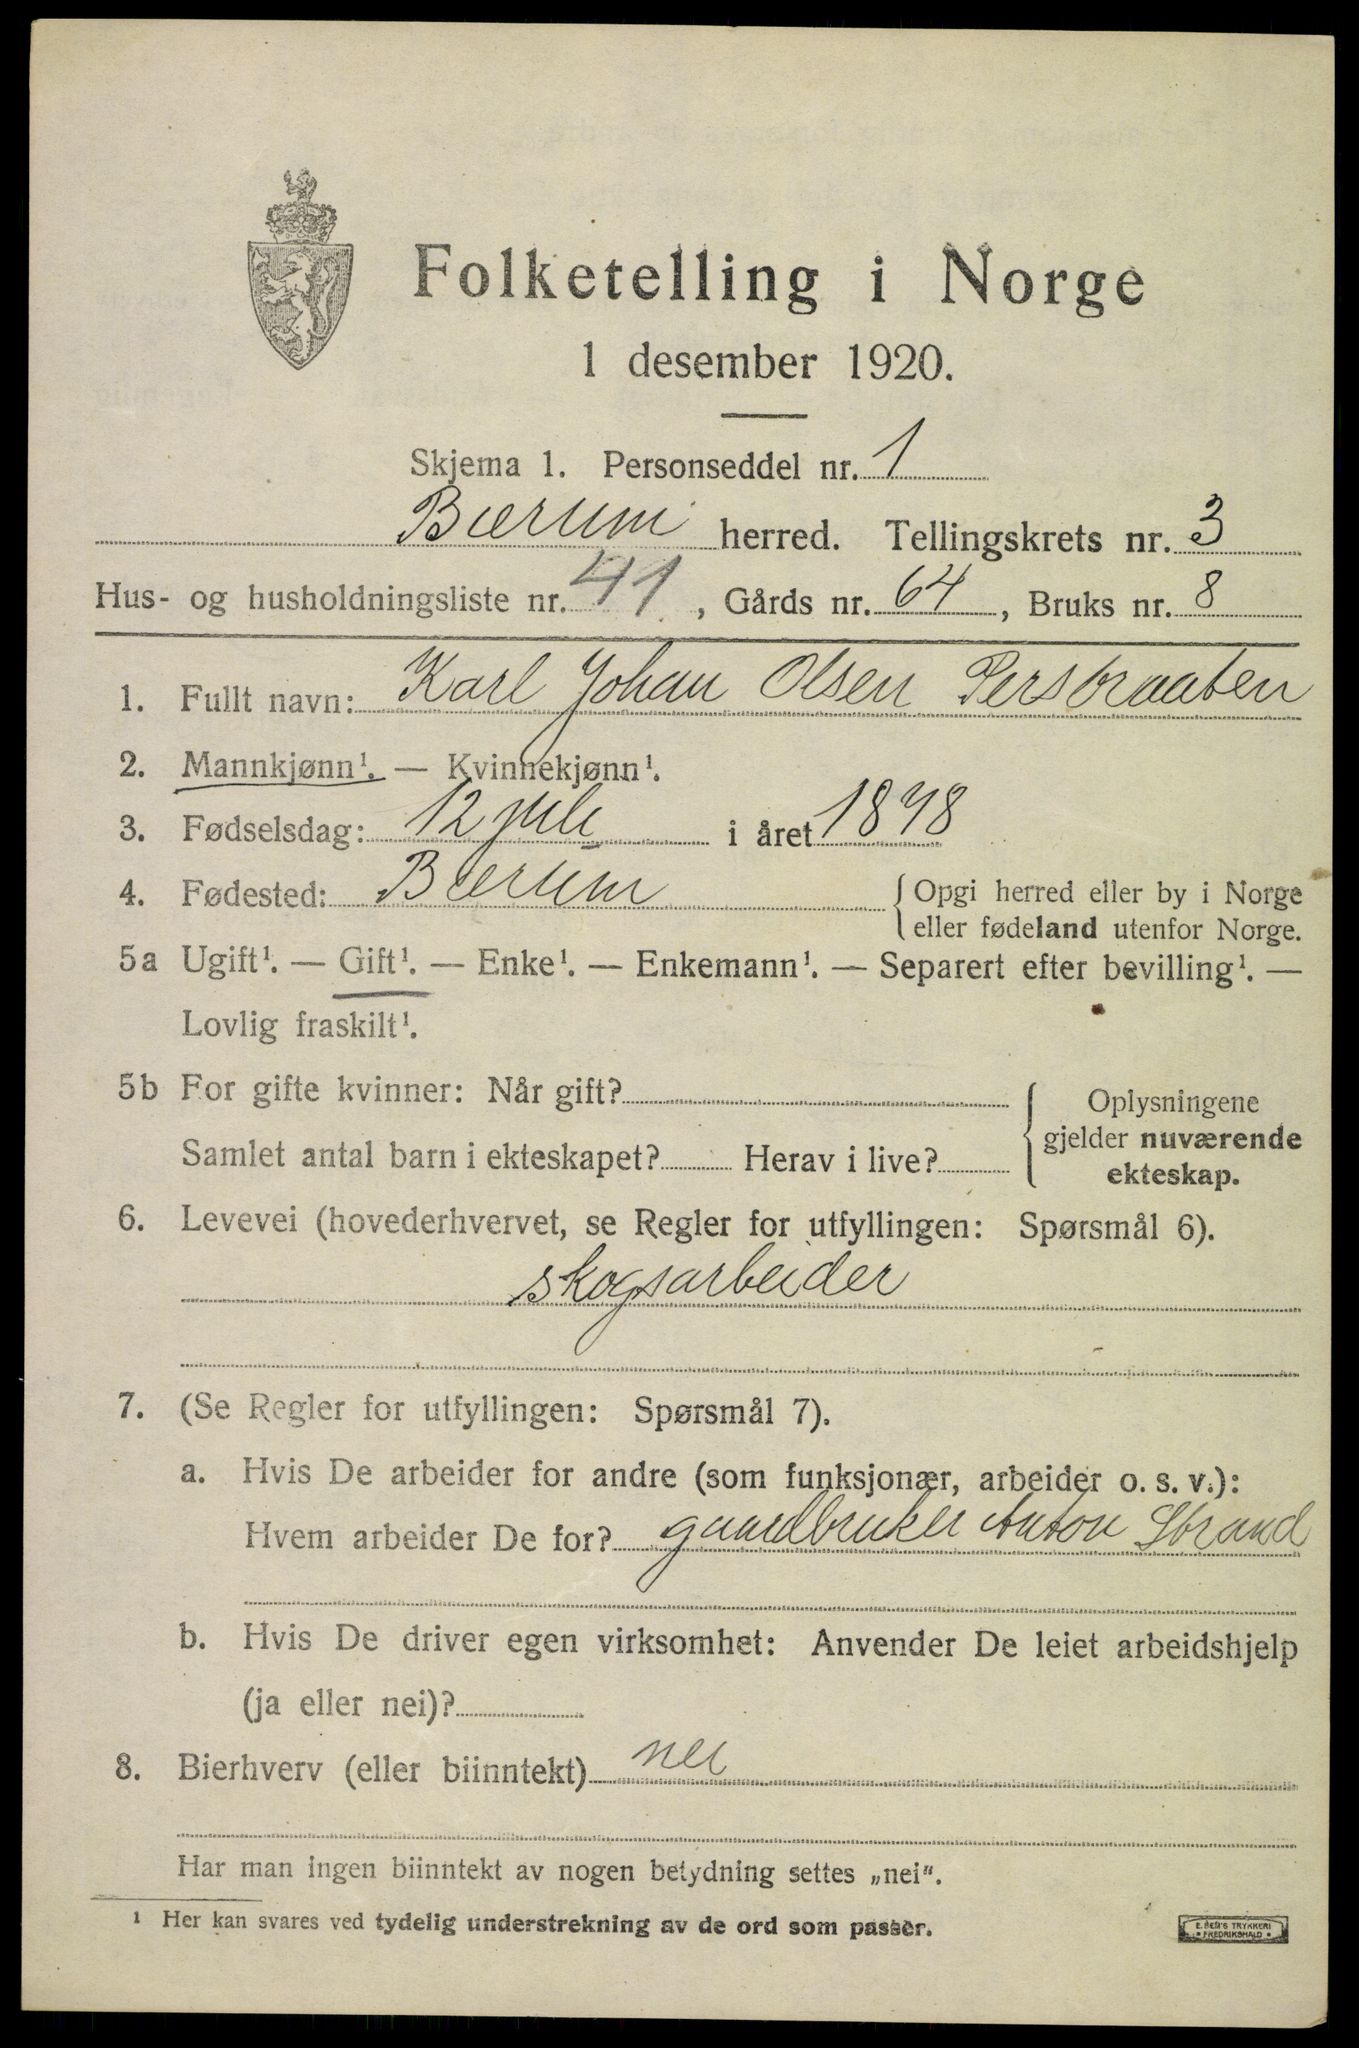 Folketelling i Norge
1 desember 1920.
Skjema 1. Personseddel nr. 1
Bærum herred. Tellingskrets nr. 3
Hus- og husholdningsliste nr. 41, Gårds nr. 64, Bruks nr. 8
1. Fullt navn: Karl Johan Olsen Persbraaten
2. Mannkjønn¹. — Kvinnekjønn¹.
3. Fødselsdag: 12 juli i året 1878
4. Fødested: Bærum { Opgi herred eller by i Norge
eller fødeland utenfor Norge.
5a Ugift¹. — Gift¹. — Enke¹. — Enkemann¹. — Separert efter bevilling¹. —
Lovlig fraskilt¹.
5b For gifte kvinner: Når gift? { Oplysningene
gjelder nuværende
Samlet antal barn i ekteskapet? Herav i live? ekteskap.
6. Levevei (hovederhvervet, se Regler for utfyllingen: Spørsmål 6).
skogsarbeider
7. (Se Regler for utfyllingen: Spørsmål 7).
a. Hvis De arbeider for andre (som funksjonær, arbeider o. s. v.):
Hvem arbeider De for? gaardbruker Anton Strand
b. Hvis De driver egen virksomhet: Anvender De leiet arbeidshjelp
(ja eller nei)?
8. Bierhverv (eller biinntekt) nei
Har man ingen biinntekt av nogen betydning settes „nei“.
¹ Her kan svares ved tydelig understrekning av de ord som passer.
E. SEM'S TRYKKERI
FREDRIKSHALD